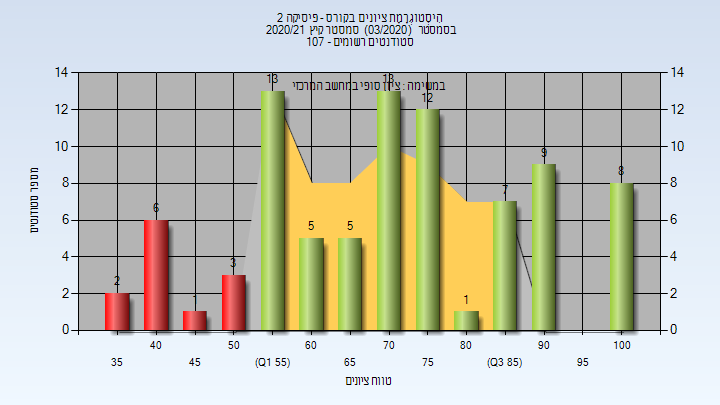 היסטוגרמת ציונים בקורס - פיסיקה 2
בסמסטר (03/2020) סמסטר קיץ 2020/21
סטודנטים רשומים - 107
במשימה : ציון סופי במחשב המרכזי
מספר סטודנטים
14 14
12 12
10 10
8 8
6 6
4 4
2 2
0 0
2 6 1 3 13 5 5 13 12 1 7 9 8
40 50 60 70 80 90 100
35 45 (Q1 55) 65 75 (Q3 85) 95
טווח ציונים